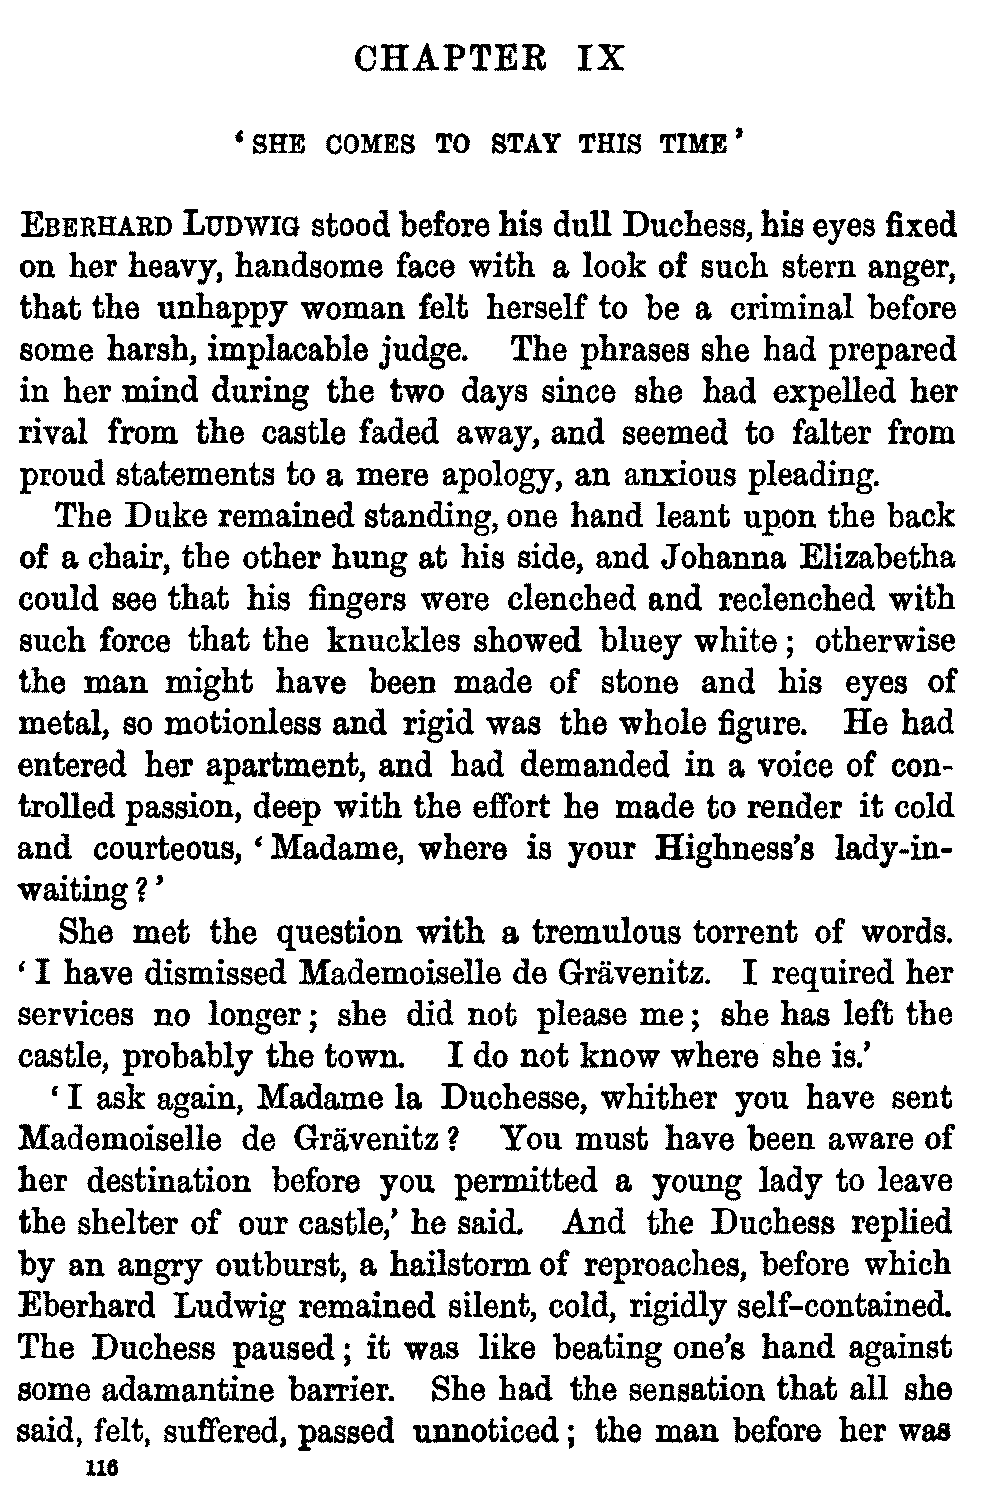 CHAPTER IX
‘SHE COMES TO STAY THIS TIME’
EBERHARD LUDWIG stood before his dull Duchess, his eyes fixed
on her heavy, handsome face with a look of such stern anger,
that the unhappy woman felt herself to be a criminal before
some harsh, implacable judge. The phrases she had prepared
in her mind during the two days since she had expelled her
rival from the castle faded away, and seemed to falter from
proud statements to a mere apology, an anxious pleading.
The Duke remained standing, one hand leant upon the back
of a chair, the other hung at his side, and Johanna Elizabetha
could see that his fingers were clenched and reclenched with
such force that the knuckles showed bluey white; otherwise
the man might have been made of stone and his eyes of
metal, so motionless and rigid was the whole figure. He had
entered her apartment, and had demanded in a voice of con-
trolled passion, deep with the effort he made to render it cold
and courteous, ‘Madame, where is your Highness's lady-in-
waiting?’
She met the question with a tremulous torrent of words.
‘I have dismissed Mademoiselle de Grävenitz. I required her
services no longer; she did not please me; she has left the
castle, probably the town. I do not know where she is.’
‘I ask again, Madame la Duchesse, whither you have sent
Mademoiselle de Grävenitz? You must have been aware of
her destination before you permitted a young lady to leave
the shelter of our castle,’ he said. And the Duchess replied
by an angry outburst, a hailstorm of reproaches, before which
Eberhard Ludwig remained silent, cold, rigidly self-contained.
The Duchess paused; it was like beating one's hand against
some adamantine barrier. She had the sensation that all she
said, felt, suffered, passed unnoticed; the man before her was
116